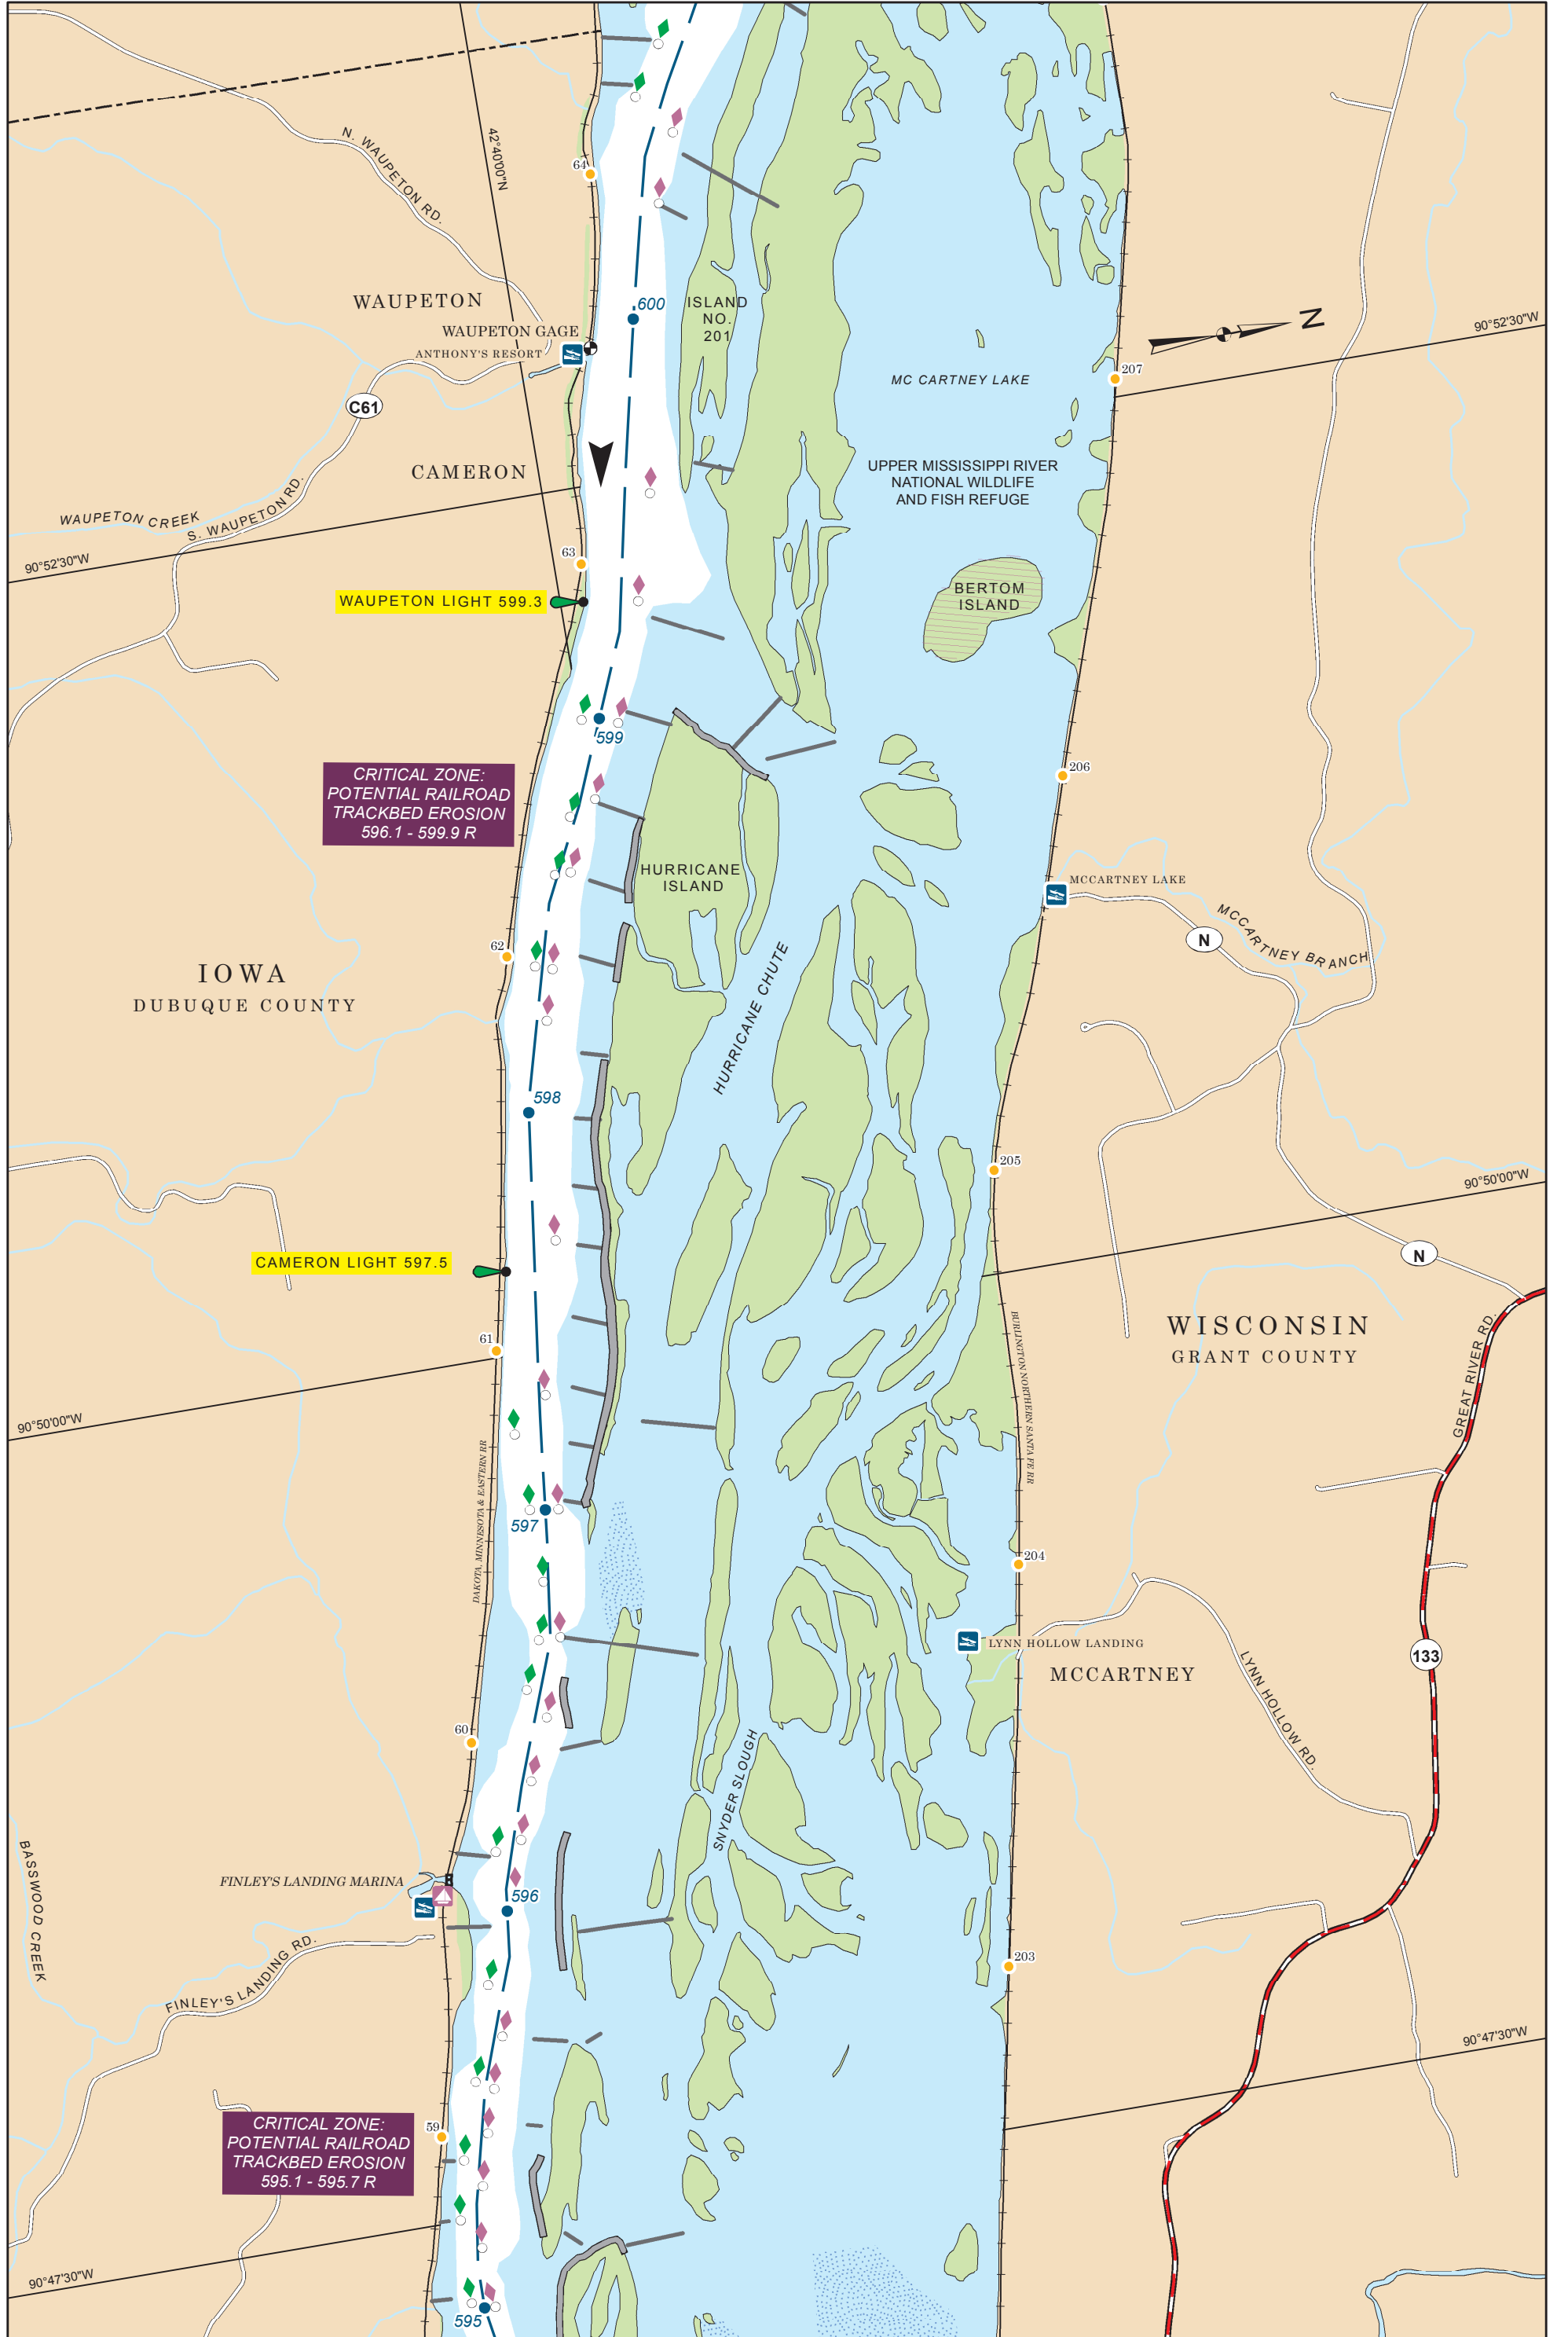 N. WAUPETON RD.
42°40'00"N
64
WAUPETON
600
ISLAND
NO.
201
WAUPETON GAGE
ANTHONY'S RESORT
N
90°52'30"W
207
MC CARTNEY LAKE
C61
CAMERON
UPPER MISSISSIPPI RIVER
NATIONAL WILDLIFE
AND FISH REFUGE
WAUPETON CREEK
S. WAUPETON RD.
90°52'30"W
63
WAUPETON LIGHT 599.3
BERTOM
ISLAND
599
CRITICAL ZONE:
POTENTIAL RAILROAD
TRACKBED EROSION
596.1 - 599.9 R
206
HURRICANE
ISLAND
MCCARTNEY LAKE
N
MCCARTNEY BRANCH
62
IOWA
DUBUQUE COUNTY
HURRICANE CHUTE
598
205
90°50'00"W
CAMERON LIGHT 597.5
N
61
BURLINGTON NORTHERN SANTA FE RR
WISCONSIN
GRANT COUNTY
GREAT RIVER RD.
90°50'00"W
DAKOTA, MINNESOTA & EASTERN RR
597
204
LYNN HOLLOW LANDING
MCCARTNEY
133
LYNN HOLLOW RD.
60
SNYDER SLOUGH
BASSWOOD CREEK
FINLEY'S LANDING MARINA
596
FINLEY'S LANDING RD.
203
90°47'30"W
59
CRITICAL ZONE:
POTENTIAL RAILROAD
TRACKBED EROSION
595.1 - 595.7 R
90°47'30"W
595